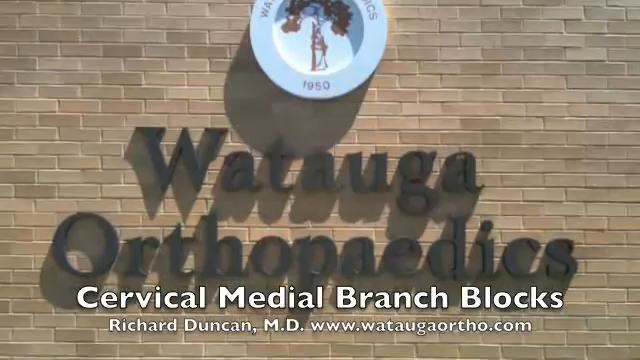 1950
Watauga
Orthopaedics
Cervical Medial Branch Blocks
Richard Duncan, M.D. www.wataugaortho.com